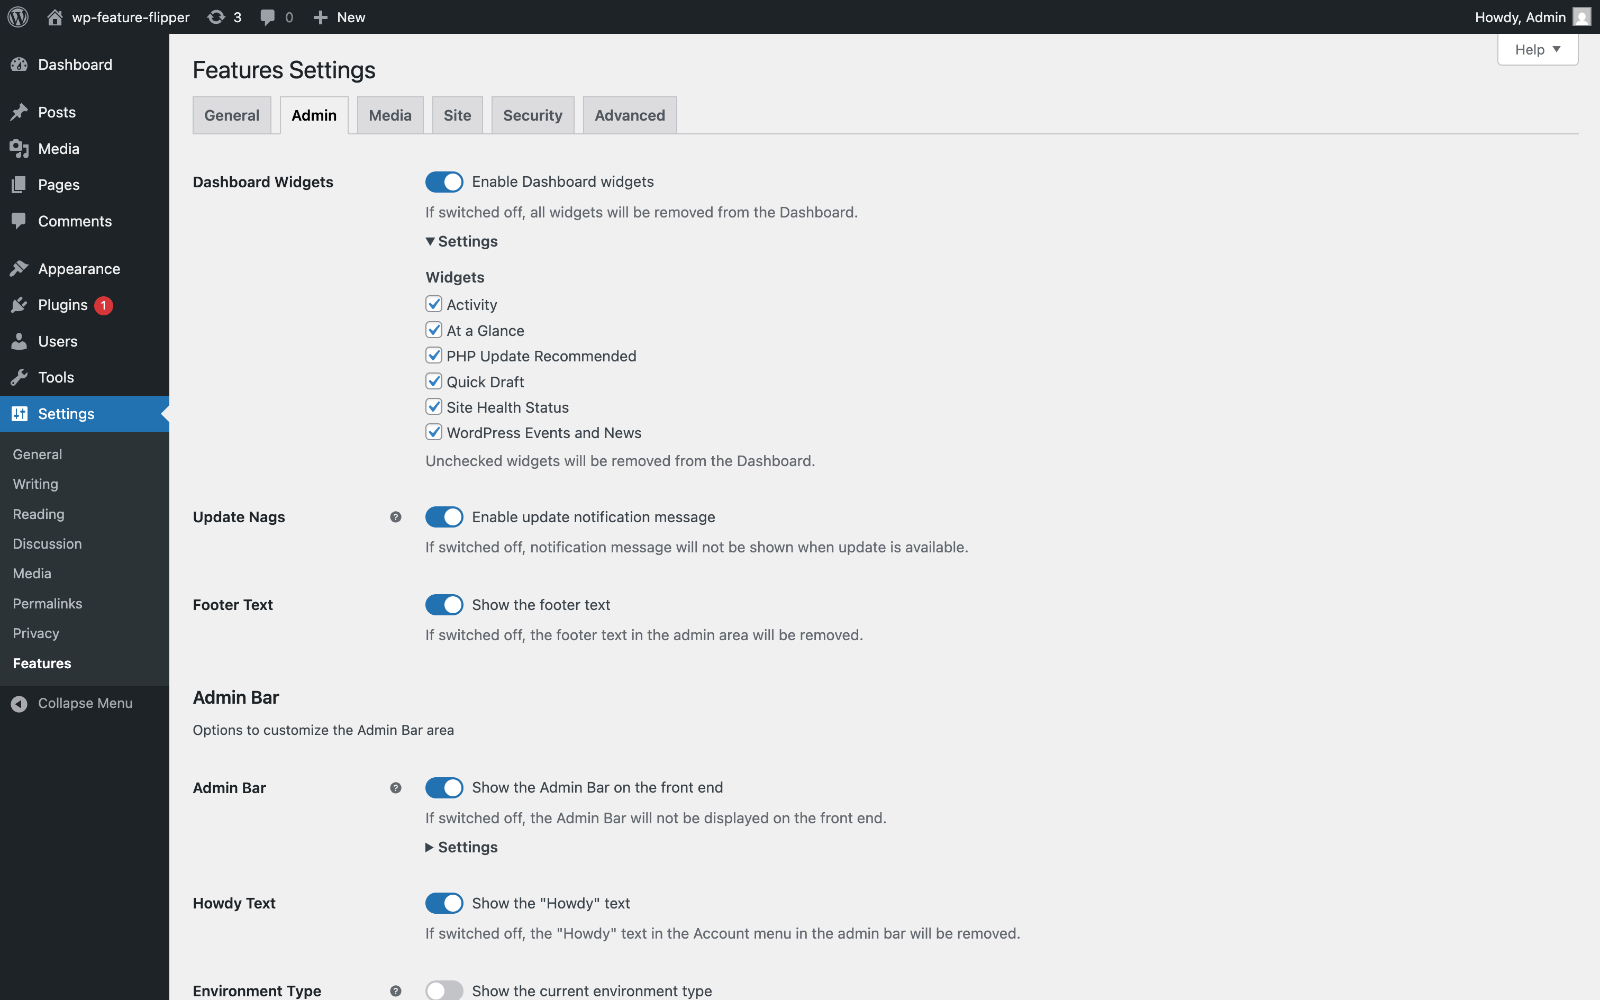 wp-feature-flipper 3 0 New Howdy, Admin
Help ▼
Dashboard
Posts
Media
Pages
Comments
Appearance
Plugins 1
Users
Tools
Settings
General
Writing
Reading
Discussion
Media
Permalinks
Privacy
Features
Collapse Menu
Features Settings
General Admin Media Site Security Advanced
Dashboard Widgets Enable Dashboard widgets
If switched off, all widgets will be removed from the Dashboard.
▼ Settings
Widgets
Activity
At a Glance
PHP Update Recommended
Quick Draft
Site Health Status
WordPress Events and News
Unchecked widgets will be removed from the Dashboard.
Update Nags ? Enable update notification message
If switched off, notification message will not be shown when update is available.
Footer Text Show the footer text
If switched off, the footer text in the admin area will be removed.
Admin Bar
Options to customize the Admin Bar area
Admin Bar ? Show the Admin Bar on the front end
If switched off, the Admin Bar will not be displayed on the front end.
▶ Settings
Howdy Text Show the "Howdy" text
If switched off, the "Howdy" text in the Account menu in the admin bar will be removed.
Environment Type ? Show the current environment type